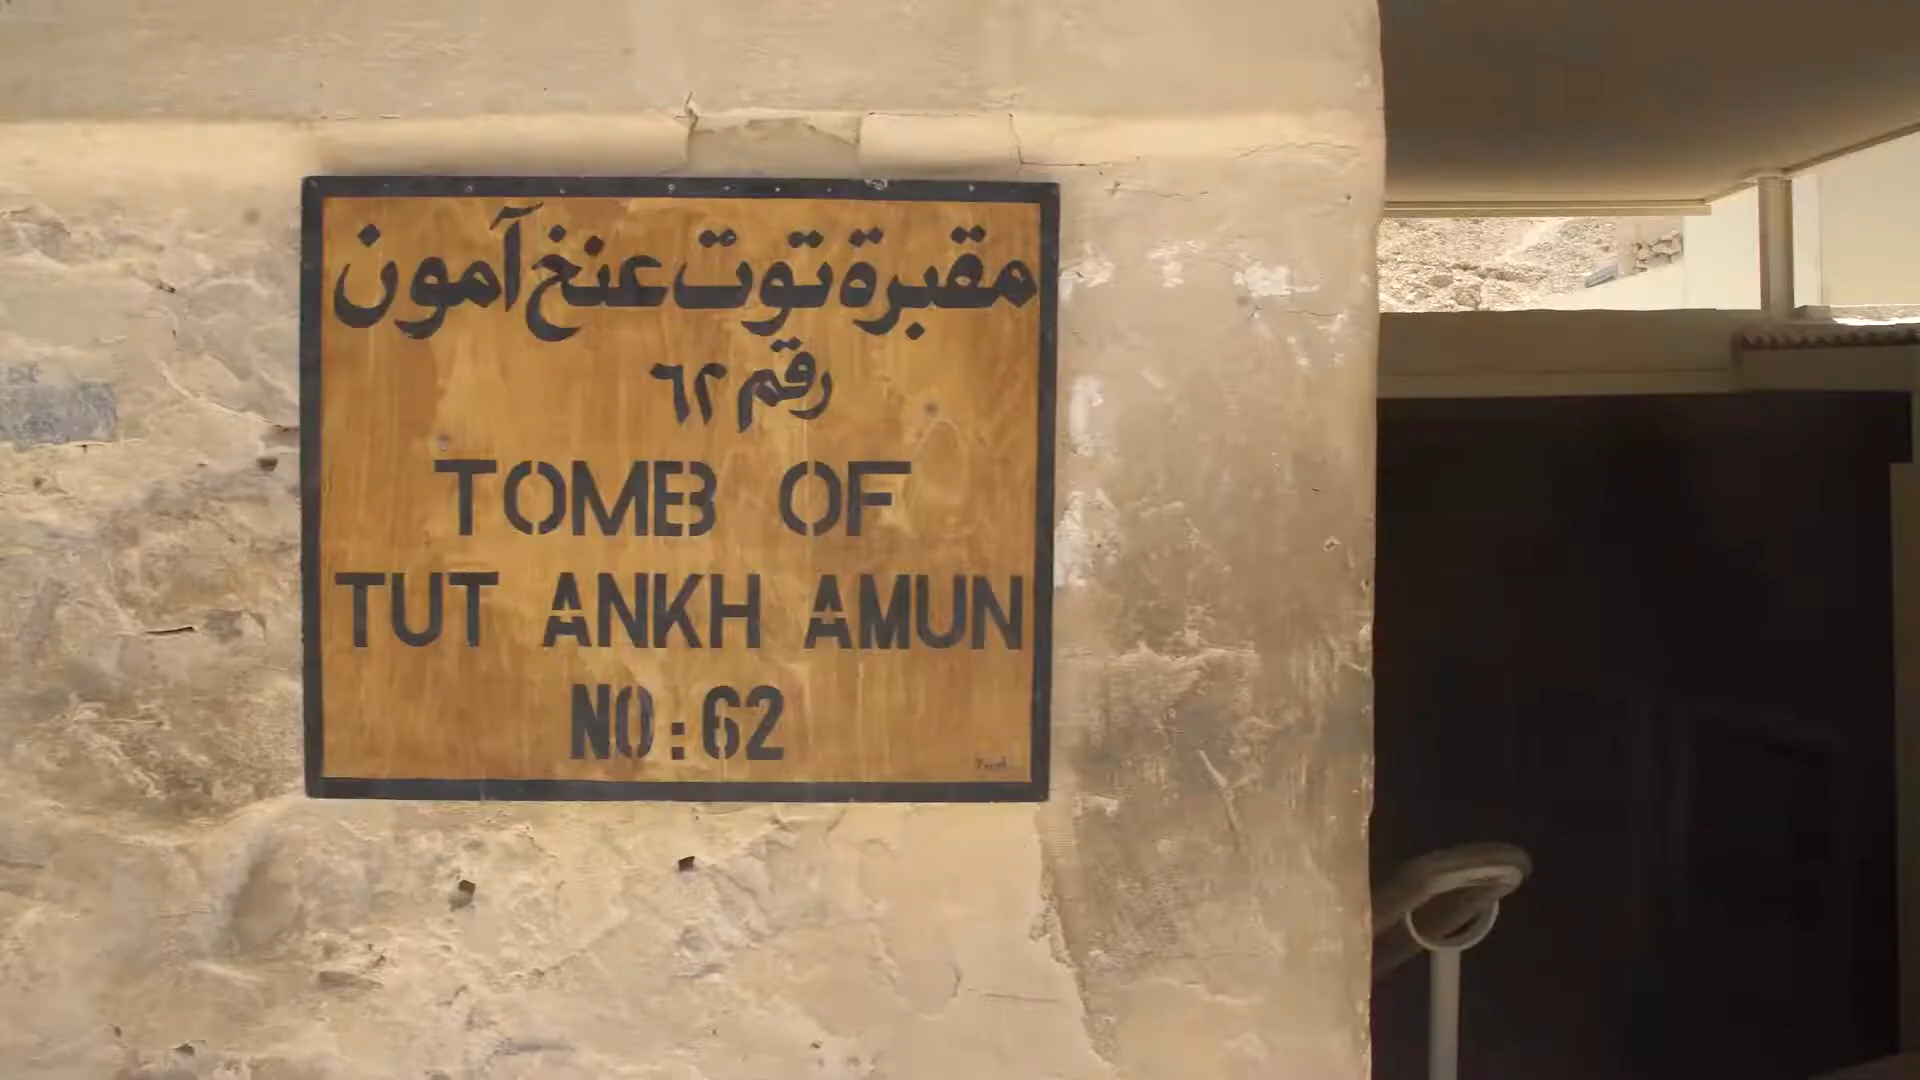 مقبرة توت عنخ آمون
رقم ٦٢
TOMB OF
TUT ANKH AMUN
NO: 62